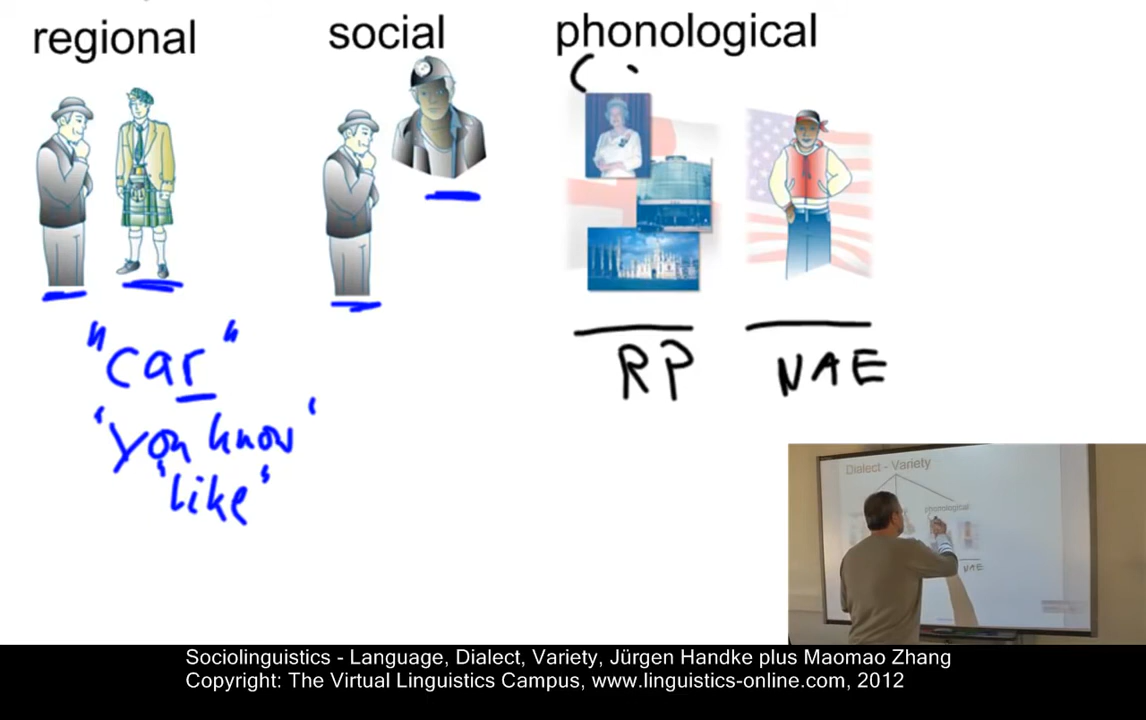 regional social phonological
"car"
'you know'
'like'
RP NAE
Dialect - Variety
phonological
NAE
Sociolinguistics - Language, Dialect, Variety, Jürgen Handke plus Maomao Zhang
Copyright: The Virtual Linguistics Campus, www.linguistics-online.com, 2012